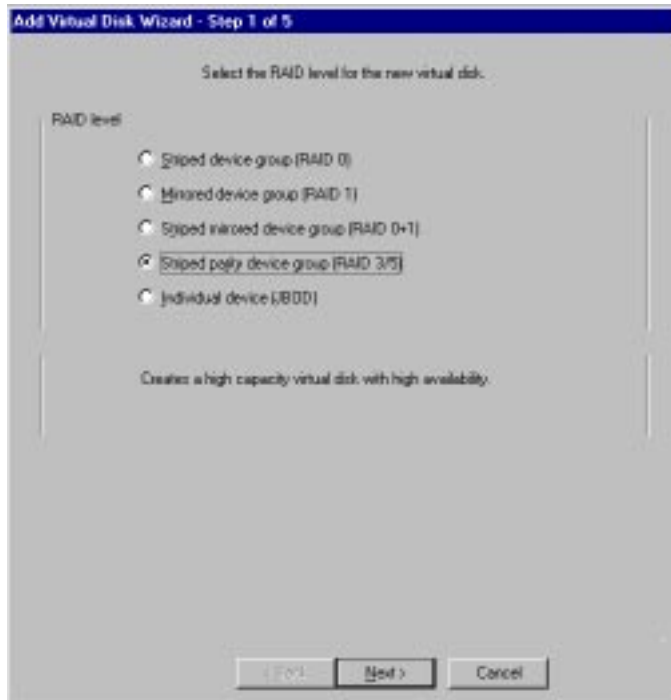 Add Virtual Disk Wizard - Step 1 of 5
Select the RAID level for the new virtual disk.
RAID level
Striped device group (RAID 0)
Mirrored device group (RAID 1)
Striped mirrored device group (RAID 0+1)
Striped parity device group (RAID 3/5)
Individual device (JBOD)
Creates a high capacity virtual disk with high availability.
< Back
Next >
Cancel